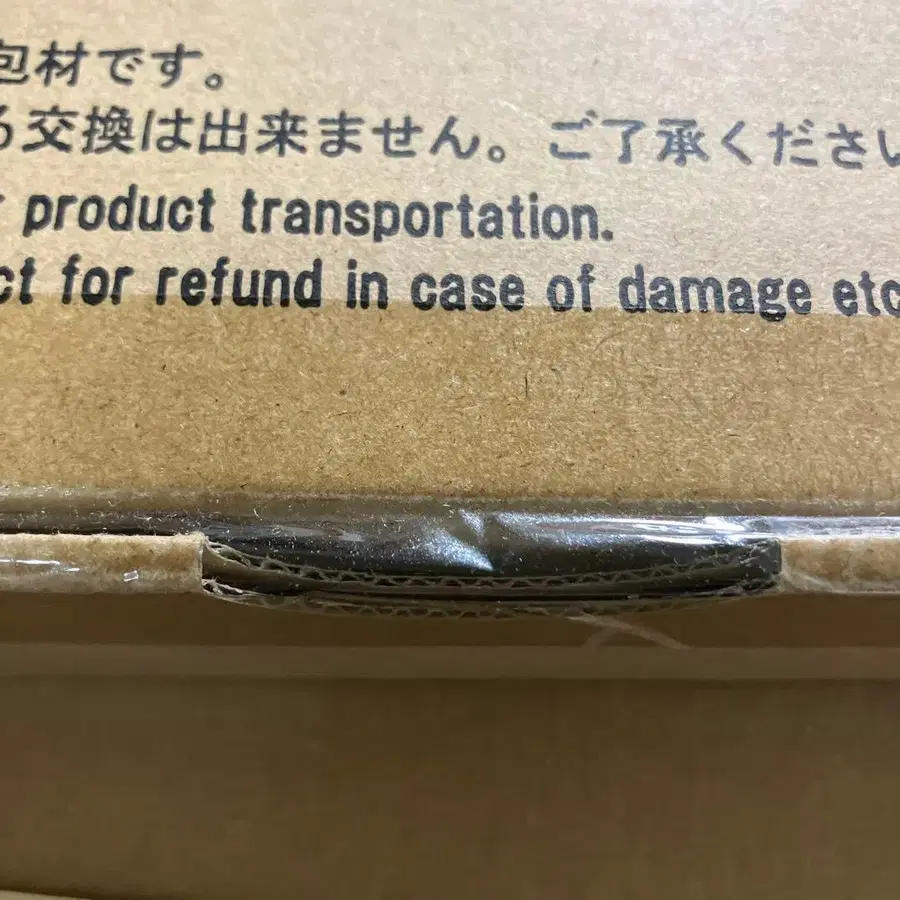 包材です。
る交換は出来ません。ご了承ください
r product transportation.
ct for refund in case of damage etc